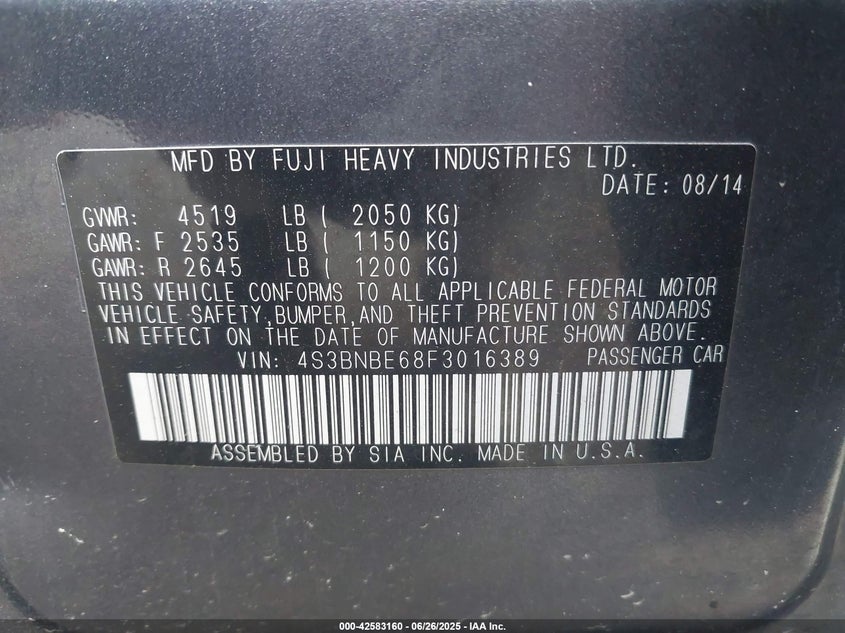 MFD BY FUJI HEAVY INDUSTRIES LTD.
DATE: 08/14
GVWR: 4519 LB ( 2050 KG)
GAWR: F 2535 LB ( 1150 KG)
GAWR: R 2645 LB ( 1200 KG)
THIS VEHICLE CONFORMS TO ALL APPLICABLE FEDERAL MOTOR
VEHICLE SAFETY,BUMPER,AND THEFT PREVENTION STANDARDS
IN EFFECT ON THE DATE OF MANUFACTURE SHOWN ABOVE.
VIN: 4S3BNBE68F3016389 PASSENGER CAR
ASSEMBLED BY SIA INC. MADE IN U.S.A.
000-42583160 - 06/26/2025 - IAA Inc.